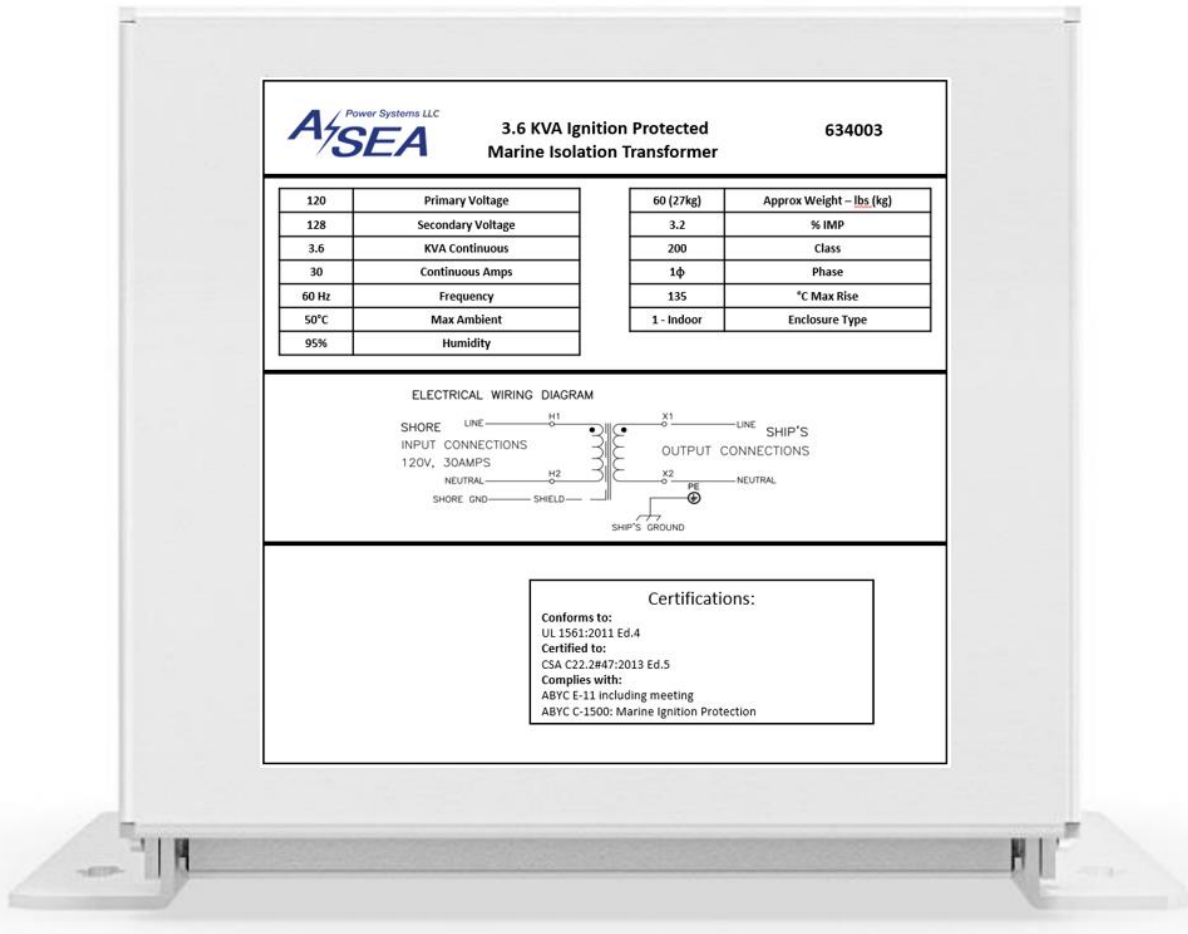 Power Systems LLC
ASEA
3.6 KVA Ignition Protected
Marine Isolation Transformer
634003
120 Primary Voltage
128 Secondary Voltage
3.6 KVA Continuous
30 Continuous Amps
60 Hz Frequency
50°C Max Ambient
95% Humidity
60 (27kg) Approx Weight – lbs (kg)
3.2 % IMP
200 Class
1ϕ Phase
135 °C Max Rise
1 - Indoor Enclosure Type
ELECTRICAL WIRING DIAGRAM
SHORE LINE H1 X1 LINE SHIP'S
INPUT CONNECTIONS OUTPUT CONNECTIONS
120V, 30AMPS
NEUTRAL H2 X2 NEUTRAL
SHORE GND SHIELD PE
SHIP'S GROUND
Certifications:
Conforms to:
UL 1561:2011 Ed.4
Certified to:
CSA C22.2#47:2013 Ed.5
Complies with:
ABYC E-11 including meeting
ABYC C-1500: Marine Ignition Protection